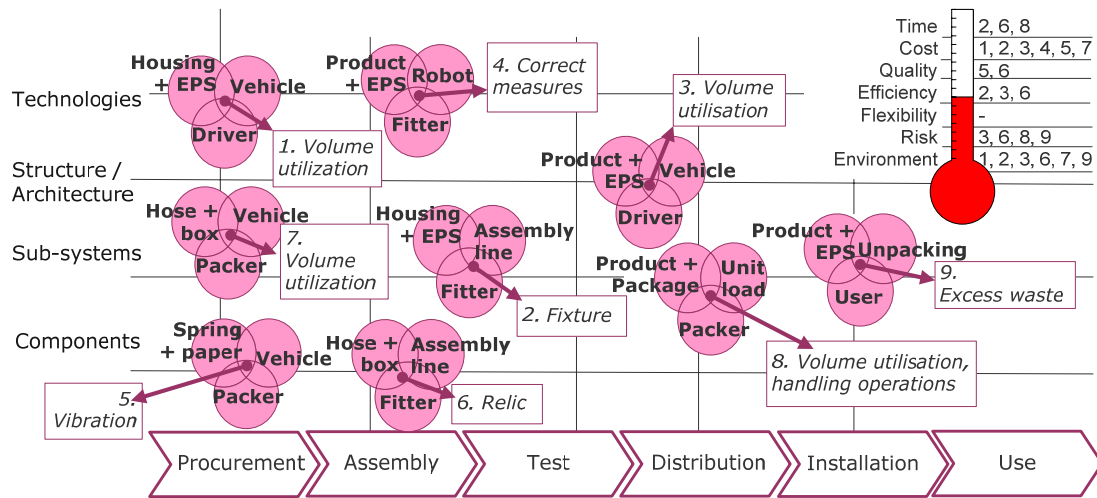 Technologies
Structure /
Architecture
Sub-systems
Components
Housing
+ EPS
Vehicle
Driver
1. Volume
utilization
Product
+ EPS
Robot
Fitter
4. Correct
measures
3. Volume
utilisation
Product +
EPS
Vehicle
Driver
Hose +
box
Vehicle
Packer
7.
Volume
utilization
Housing
+ EPS
Assembly
line
Fitter
2. Fixture
Product +
Package
Unit
load
Packer
8. Volume utilisation,
handling operations
Product +
EPS
Unpacking
User
9.
Excess waste
Spring
+ paper
Vehicle
Packer
5.
Vibration
Hose +
box
Assembly
line
Fitter
6. Relic
Time 2, 6, 8
Cost 1, 2, 3, 4, 5, 7
Quality 5, 6
Efficiency 2, 3, 6
Flexibility -
Risk 3, 6, 8, 9
Environment 1, 2, 3, 6, 7, 9
Procurement
Assembly
Test
Distribution
Installation
Use